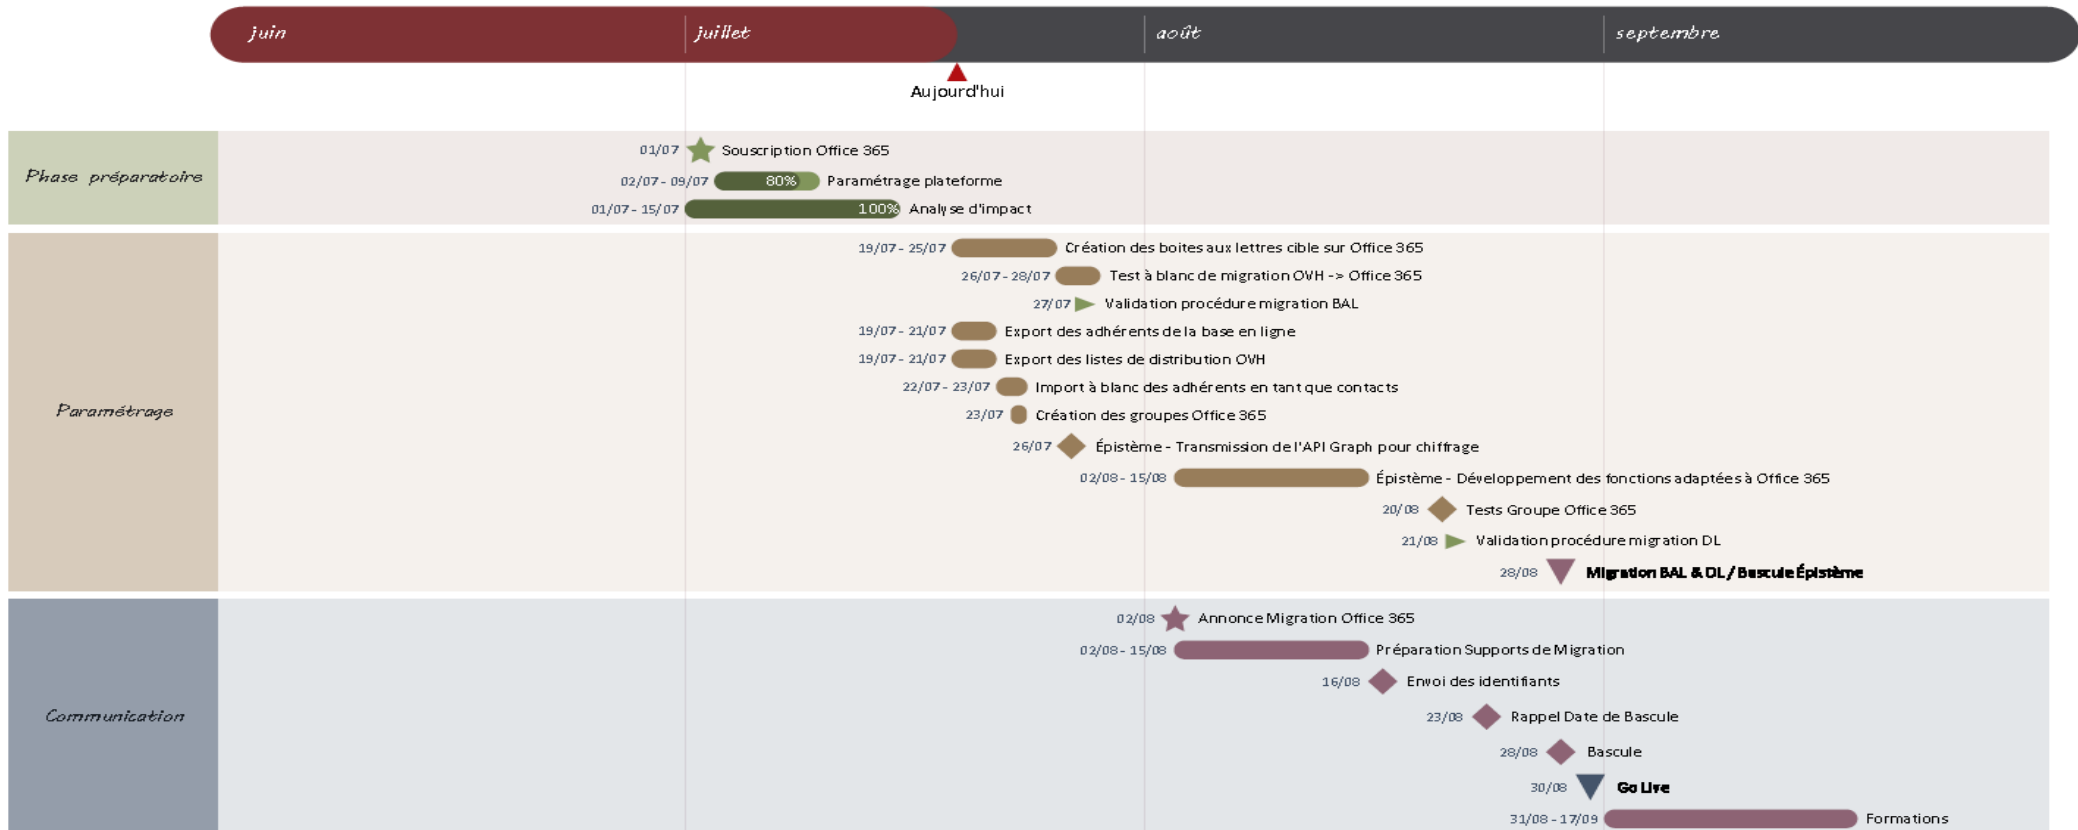 juin juillet août septembre
Aujourd'hui
Phase préparatoire
01/07 Souscription Office 365
02/07 - 09/07 80% Paramétrage plateforme
01/07 - 15/07 100% Analyse d'impact
Paramétrage
19/07 - 25/07 Création des boites aux lettres cible sur Office 365
26/07 - 28/07 Test à blanc de migration OVH -> Office 365
27/07 Validation procédure migration BAL
19/07 - 21/07 Export des adhérents de la base en ligne
19/07 - 21/07 Export des listes de distribution OVH
22/07 - 23/07 Import à blanc des adhérents en tant que contacts
23/07 Création des groupes Office 365
26/07 Épistème - Transmission de l'API Graph pour chiffrage
02/08 - 15/08 Épistème - Développement des fonctions adaptées à Office 365
20/08 Tests Groupe Office 365
21/08 Validation procédure migration DL
28/08 Migration BAL & DL / Bascule Épistème
Communication
02/08 Annonce Migration Office 365
02/08 - 15/08 Préparation Supports de Migration
16/08 Envoi des identifiants
23/08 Rappel Date de Bascule
28/08 Bascule
30/08 Go Live
31/08 - 17/09 Formations